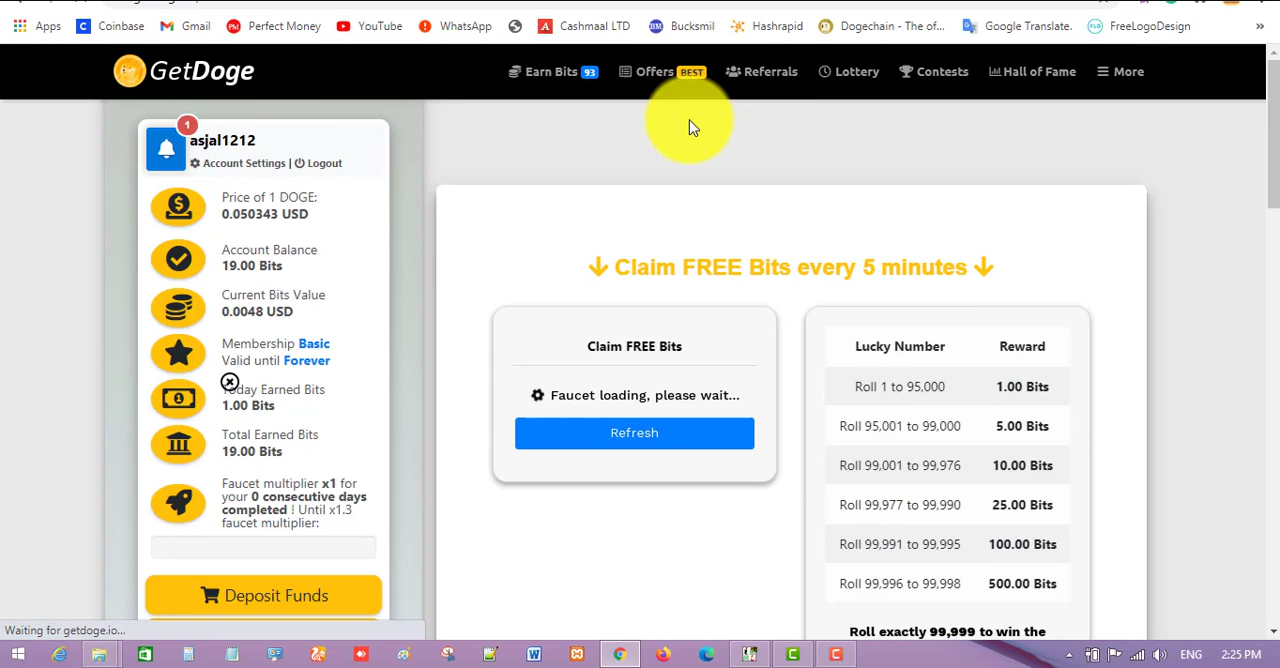 Apps Coinbase Gmail Perfect Money YouTube WhatsApp Cashmaal LTD Bucksmil Hashrapid Dogechain - The of... Google Translate. FreeLogoDesign »
GetDoge Earn Bits 93 Offers BEST Referrals Lottery Contests Hall of Fame More
1
asjal1212
Account Settings | Logout
Price of 1 DOGE:
0.050343 USD
Account Balance
19.00 Bits
Current Bits Value
0.0048 USD
Membership Basic
Valid until Forever
Today Earned Bits
1.00 Bits
Total Earned Bits
19.00 Bits
Faucet multiplier x1 for
your 0 consecutive days
completed ! Until x1.3
faucet multiplier:
Deposit Funds
↓ Claim FREE Bits every 5 minutes ↓
Claim FREE Bits
Faucet loading, please wait...
Refresh
Lucky Number Reward
Roll 1 to 95,000 1.00 Bits
Roll 95,001 to 99,000 5.00 Bits
Roll 99,001 to 99,976 10.00 Bits
Roll 99,977 to 99,990 25.00 Bits
Roll 99,991 to 99,995 100.00 Bits
Roll 99,996 to 99,998 500.00 Bits
Roll exactly 99,999 to win the
Waiting for getdoge.io...
ENG 2:25 PM